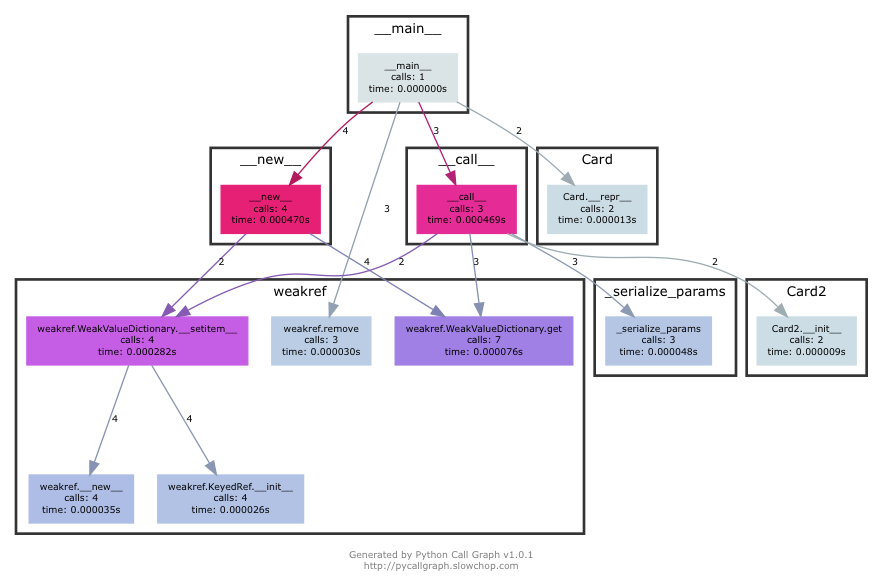 __main__
__main__
calls: 1
time: 0.000000s
4
3
2
__new__
__call__
Card
__new__
calls: 4
time: 0.000470s
__call__
calls: 3
time: 0.000469s
Card.__repr__
calls: 2
time: 0.000013s
3
2
4
2
3
3
2
weakref
_serialize_params
Card2
weakref.WeakValueDictionary.__setitem__
calls: 4
time: 0.000282s
weakref.remove
calls: 3
time: 0.000030s
weakref.WeakValueDictionary.get
calls: 7
time: 0.000076s
_serialize_params
calls: 3
time: 0.000048s
Card2.__init__
calls: 2
time: 0.000009s
4
4
weakref.__new__
calls: 4
time: 0.000035s
weakref.KeyedRef.__init__
calls: 4
time: 0.000026s
Generated by Python Call Graph v1.0.1
http://pycallgraph.slowchop.com